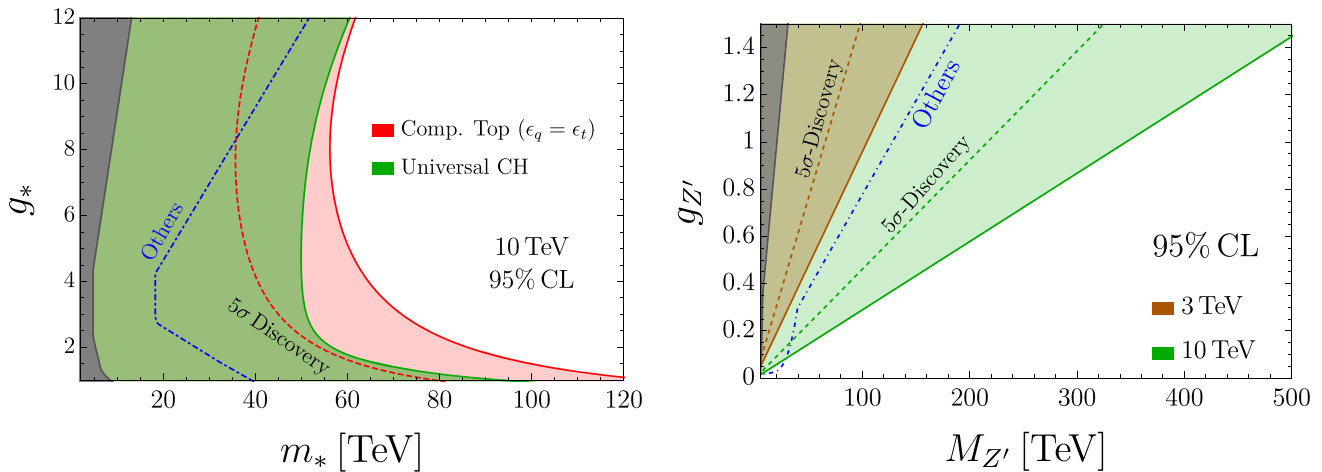 12
10
8
6
4
2
g*
20
40
60
80
100
120
m* [TeV]
Others
5σ Discovery
Comp. Top (ϵq = ϵt)
Universal CH
10 TeV
95% CL
1.4
1.2
1
0.8
0.6
0.4
0.2
0
gZ′
100
200
300
400
500
MZ′ [TeV]
5σ-Discovery
Others
5σ-Discovery
95% CL
3 TeV
10 TeV